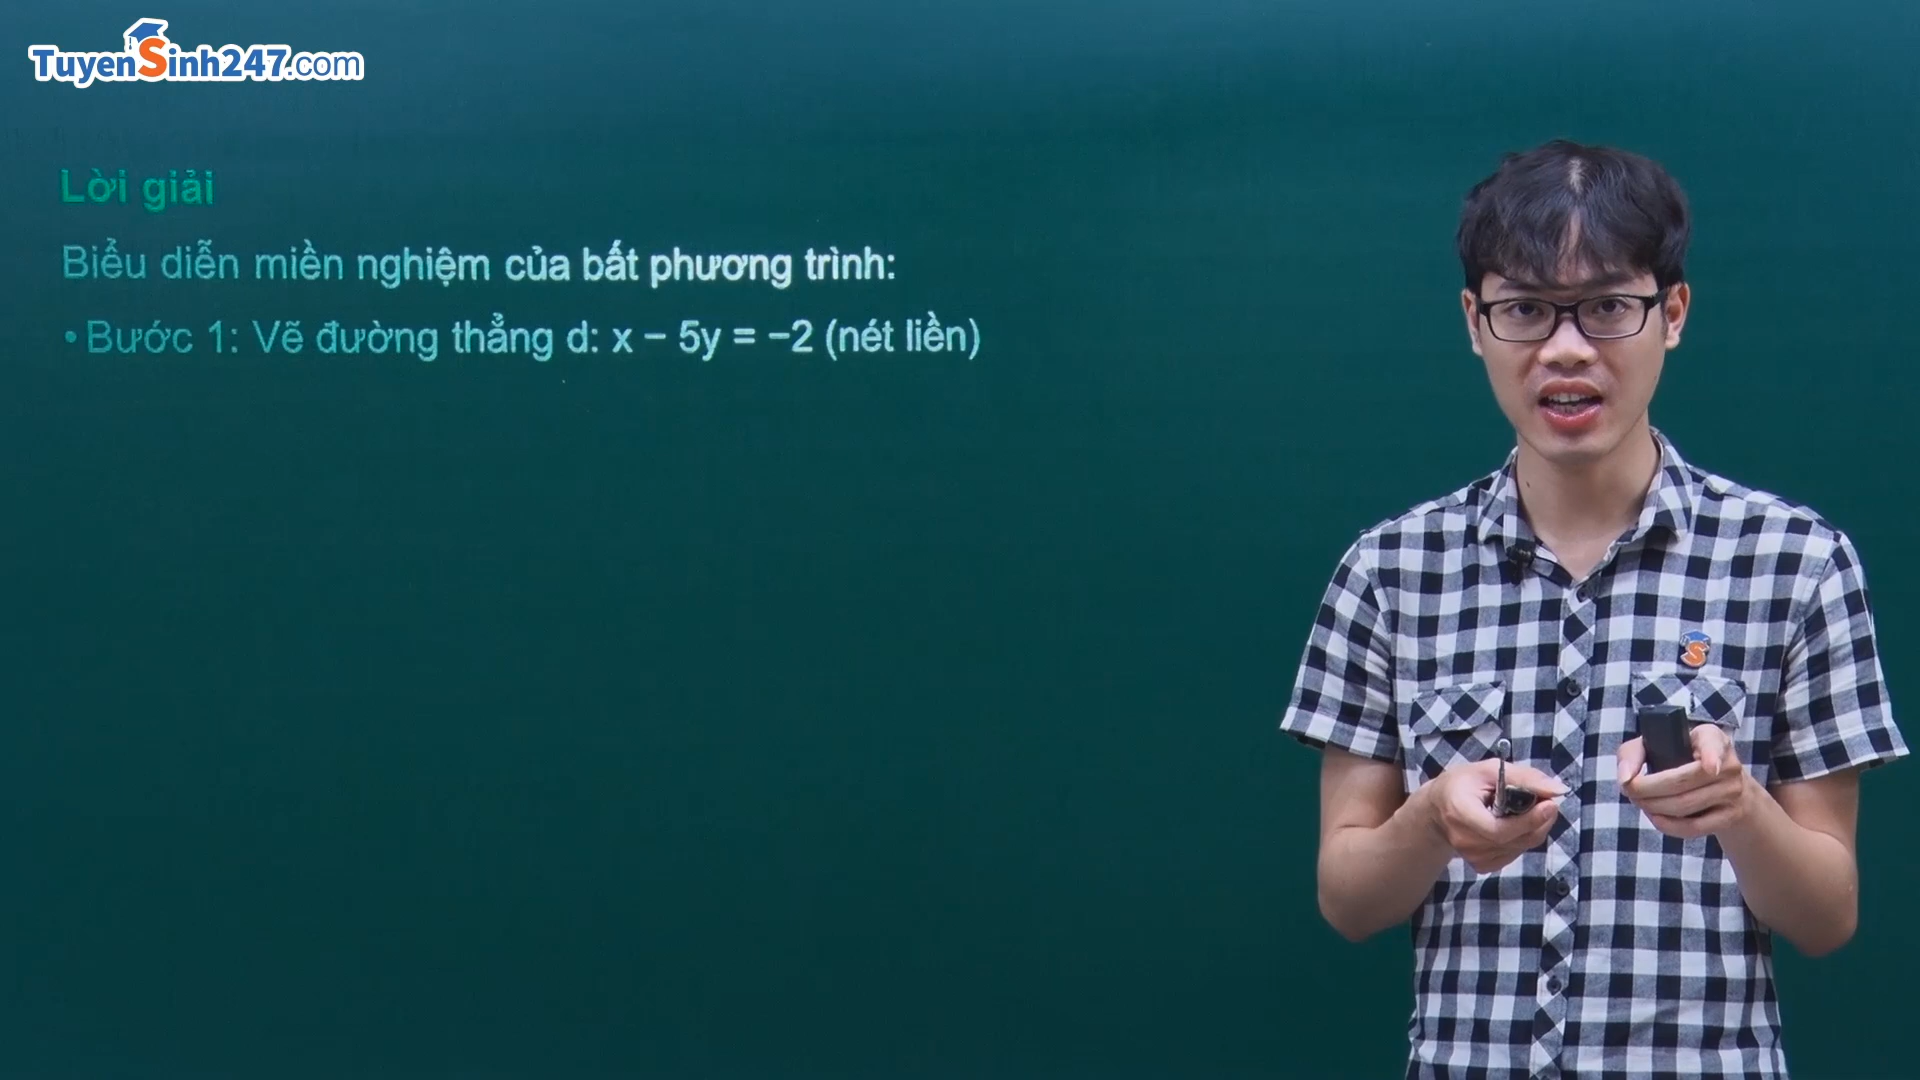 TuyenSinh247.com
Lời giải
Biểu diễn miền nghiệm của bất phương trình:
• Bước 1: Vẽ đường thẳng d: x − 5y = −2 (nét liền)
S